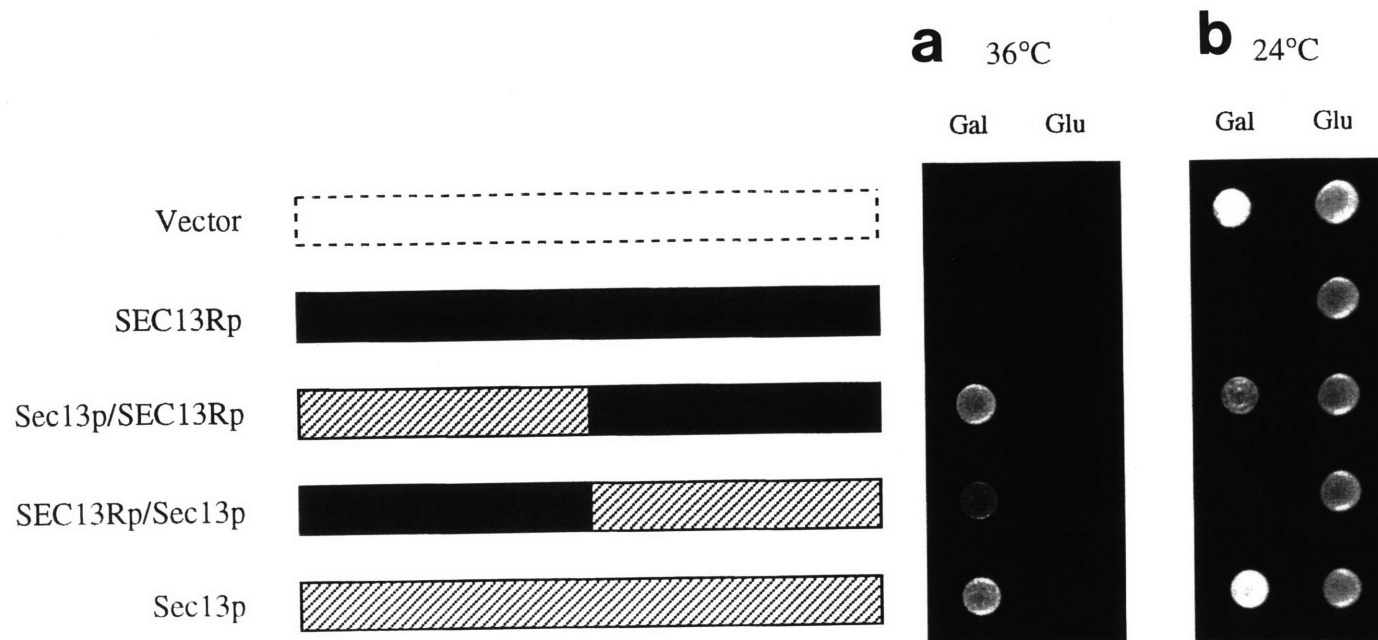 a 36°C b 24°C
Gal Glu Gal Glu
Vector
SEC13Rp
Sec13p/SEC13Rp
SEC13Rp/Sec13p
Sec13p